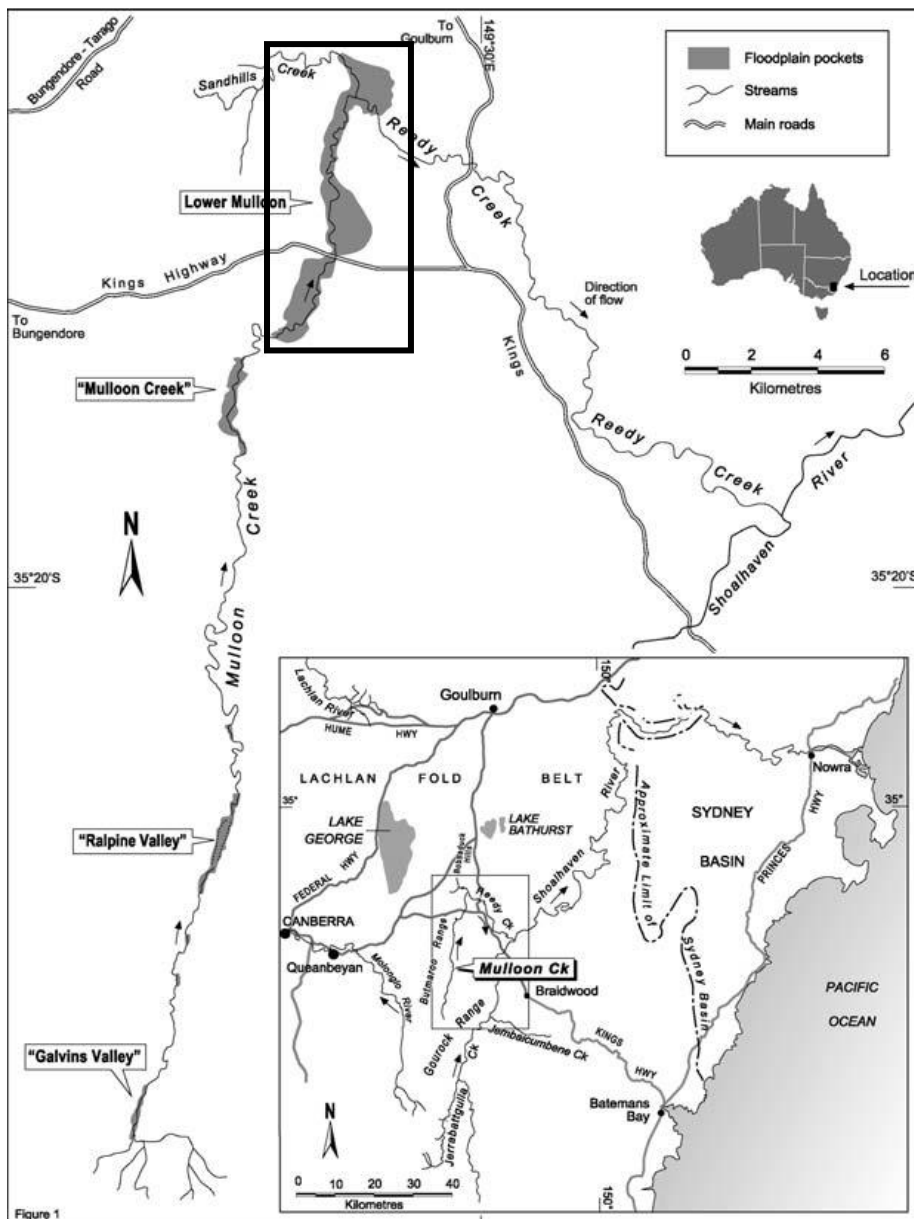 Bungendore - Tarago
Road
To
Goulburn
149°30'E
Sandhills
Creek
Reedy
Creek
Floodplain pockets
Streams
Main roads
Lower Mulloon
Kings Highway
To
Bungendore
Location
Direction
of flow
0 2 4 6
Kilometres
"Mulloon Creek"
Kings
Reedy
Creek
Shoalhaven River
N
35°20'S
35°20'S
Mulloon Creek
"Ralpine Valley"
"Galvins Valley"
Figure 1
Lachlan River
HUME HWY
Goulburn
150°
Nowra
LACHLAN FOLD BELT
35°
35°
LAKE
GEORGE
LAKE
BATHURST
Shoalhaven River
Approximate Limit of
Sydney Basin
SYDNEY
BASIN
PRINCES HWY
FEDERAL HWY
CANBERRA
Queanbeyan
Molonglo
River
Butmaroo Range
Reedy Ck
Mulloon Ck
Braidwood
Gourock Range
Jembaicumbene Ck
KINGS
HWY
Jerrabattgulla Ck
Batemans
Bay
PACIFIC
OCEAN
N
0 10 20 30 40
Kilometres
150°